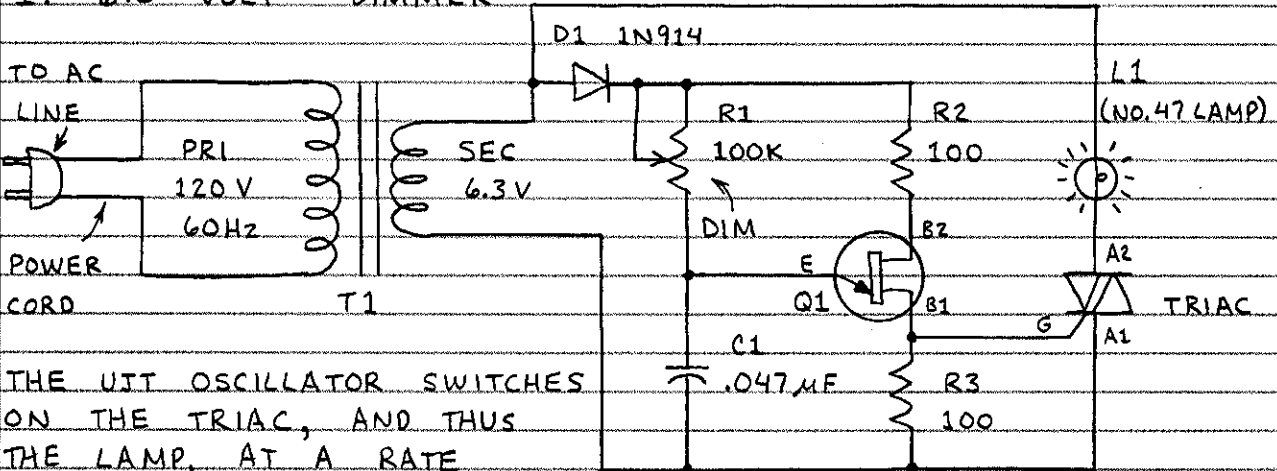 D1 1N914
TO AC
LINE
PRI
120 V
60Hz
SEC
6.3 V
R1
100K
DIM
R2
100
L1
(NO. 47 LAMP)
POWER
CORD
T1
E
Q1
B2
B1
G
A2
A1
TRIAC
C1
.047 µF
R3
100
THE UJT OSCILLATOR SWITCHES
ON THE TRIAC, AND THUS
THE LAMP, AT A RATE